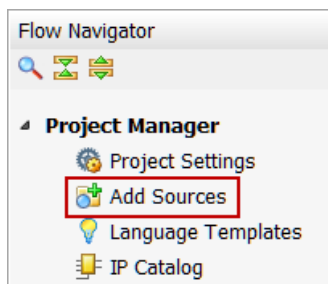 Flow Navigator
Project Manager
Project Settings
Add Sources
Language Templates
IP Catalog